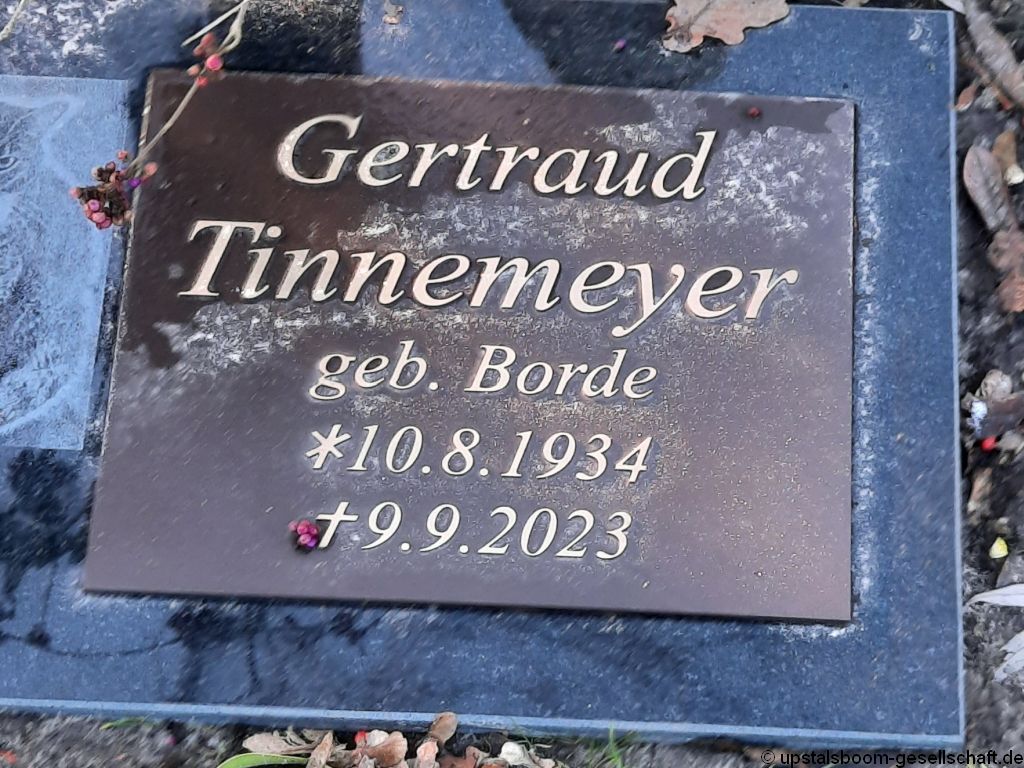 Gertraud
Tinnemeyer
geb. Borde
*10.8.1934
†9.9.2023
© upstalsboom-gesellschaft.de